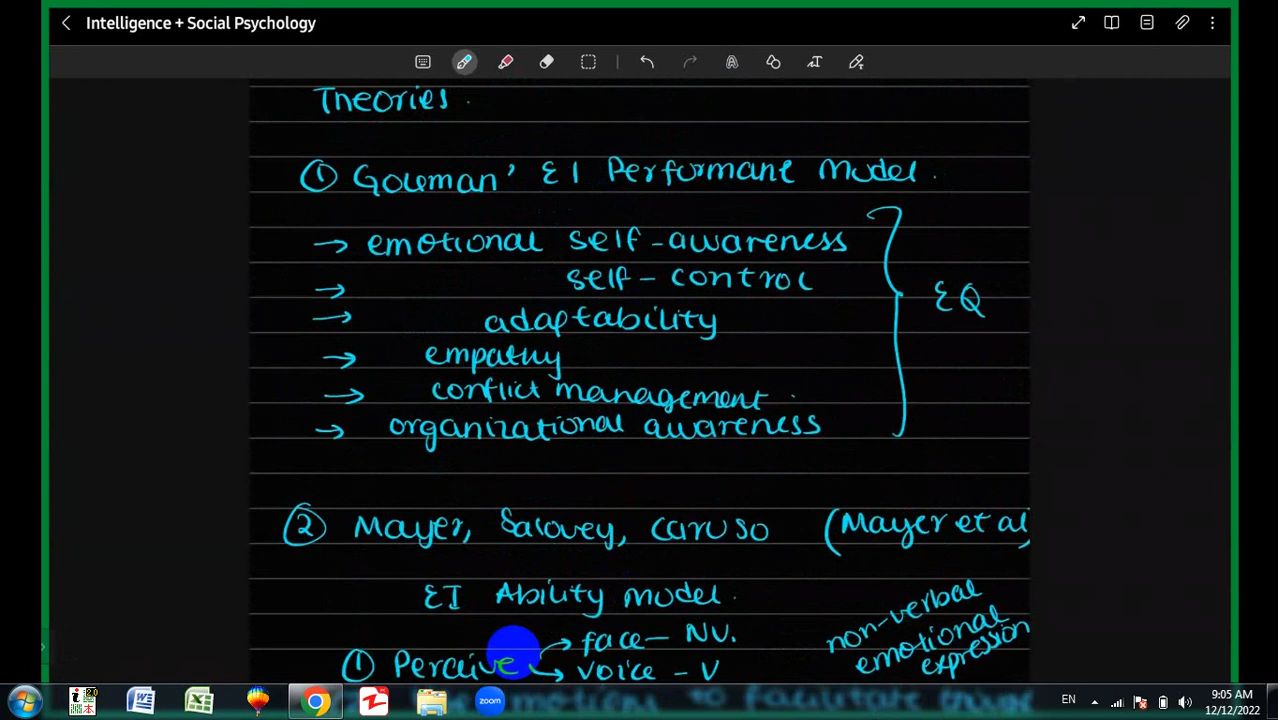 Intelligence + Social Psychology
Theories.
① Goleman' EI Performant Model.
→ emotional self-awareness
→ self-control
→ adaptability
→ empathy
→ conflict management.
→ organizational awareness
EQ
② Mayer, Salovey, Caruso (Mayer et al)
EI Ability model.
① Perceive → face - NV.
→ voice - V
non-verbal
emotional
expression
zoom
EN
9:05 AM
12/12/2022